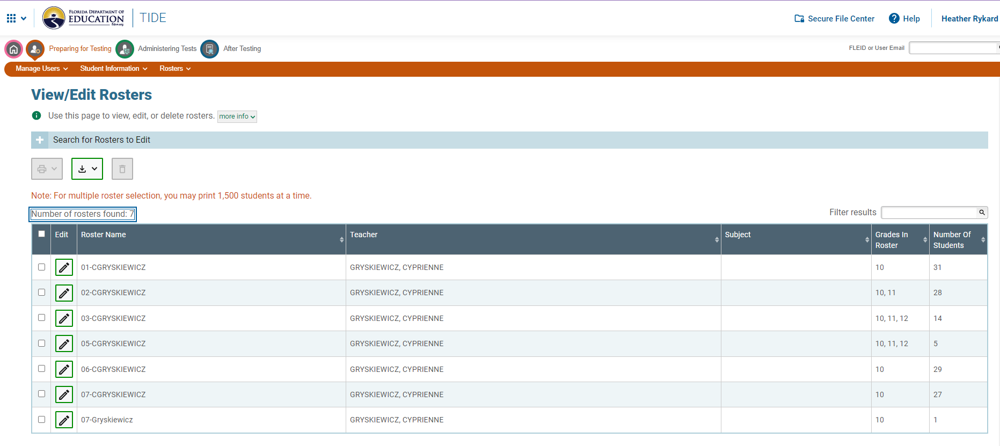 FLORIDA DEPARTMENT OF
EDUCATION
fldoe.org
TIDE
Secure File Center
Help
Heather Rykard
Preparing for Testing
Administering Tests
After Testing
FLEID or User Email
Manage Users
Student Information
Rosters
View/Edit Rosters
Use this page to view, edit, or delete rosters. more info
Search for Rosters to Edit
Note: For multiple roster selection, you may print 1,500 students at a time.
Number of rosters found: 7
Filter results
Edit Roster Name Teacher Subject Grades In Roster Number Of Students
01-CGRYSKIEWICZ GRYSKIEWICZ, CYPRIENNE 10 31
02-CGRYSKIEWICZ GRYSKIEWICZ, CYPRIENNE 10, 11 28
03-CGRYSKIEWICZ GRYSKIEWICZ, CYPRIENNE 10, 11, 12 14
05-CGRYSKIEWICZ GRYSKIEWICZ, CYPRIENNE 10, 11, 12 5
06-CGRYSKIEWICZ GRYSKIEWICZ, CYPRIENNE 10 29
07-CGRYSKIEWICZ GRYSKIEWICZ, CYPRIENNE 10 27
07-Gryskiewicz GRYSKIEWICZ, CYPRIENNE 10 1